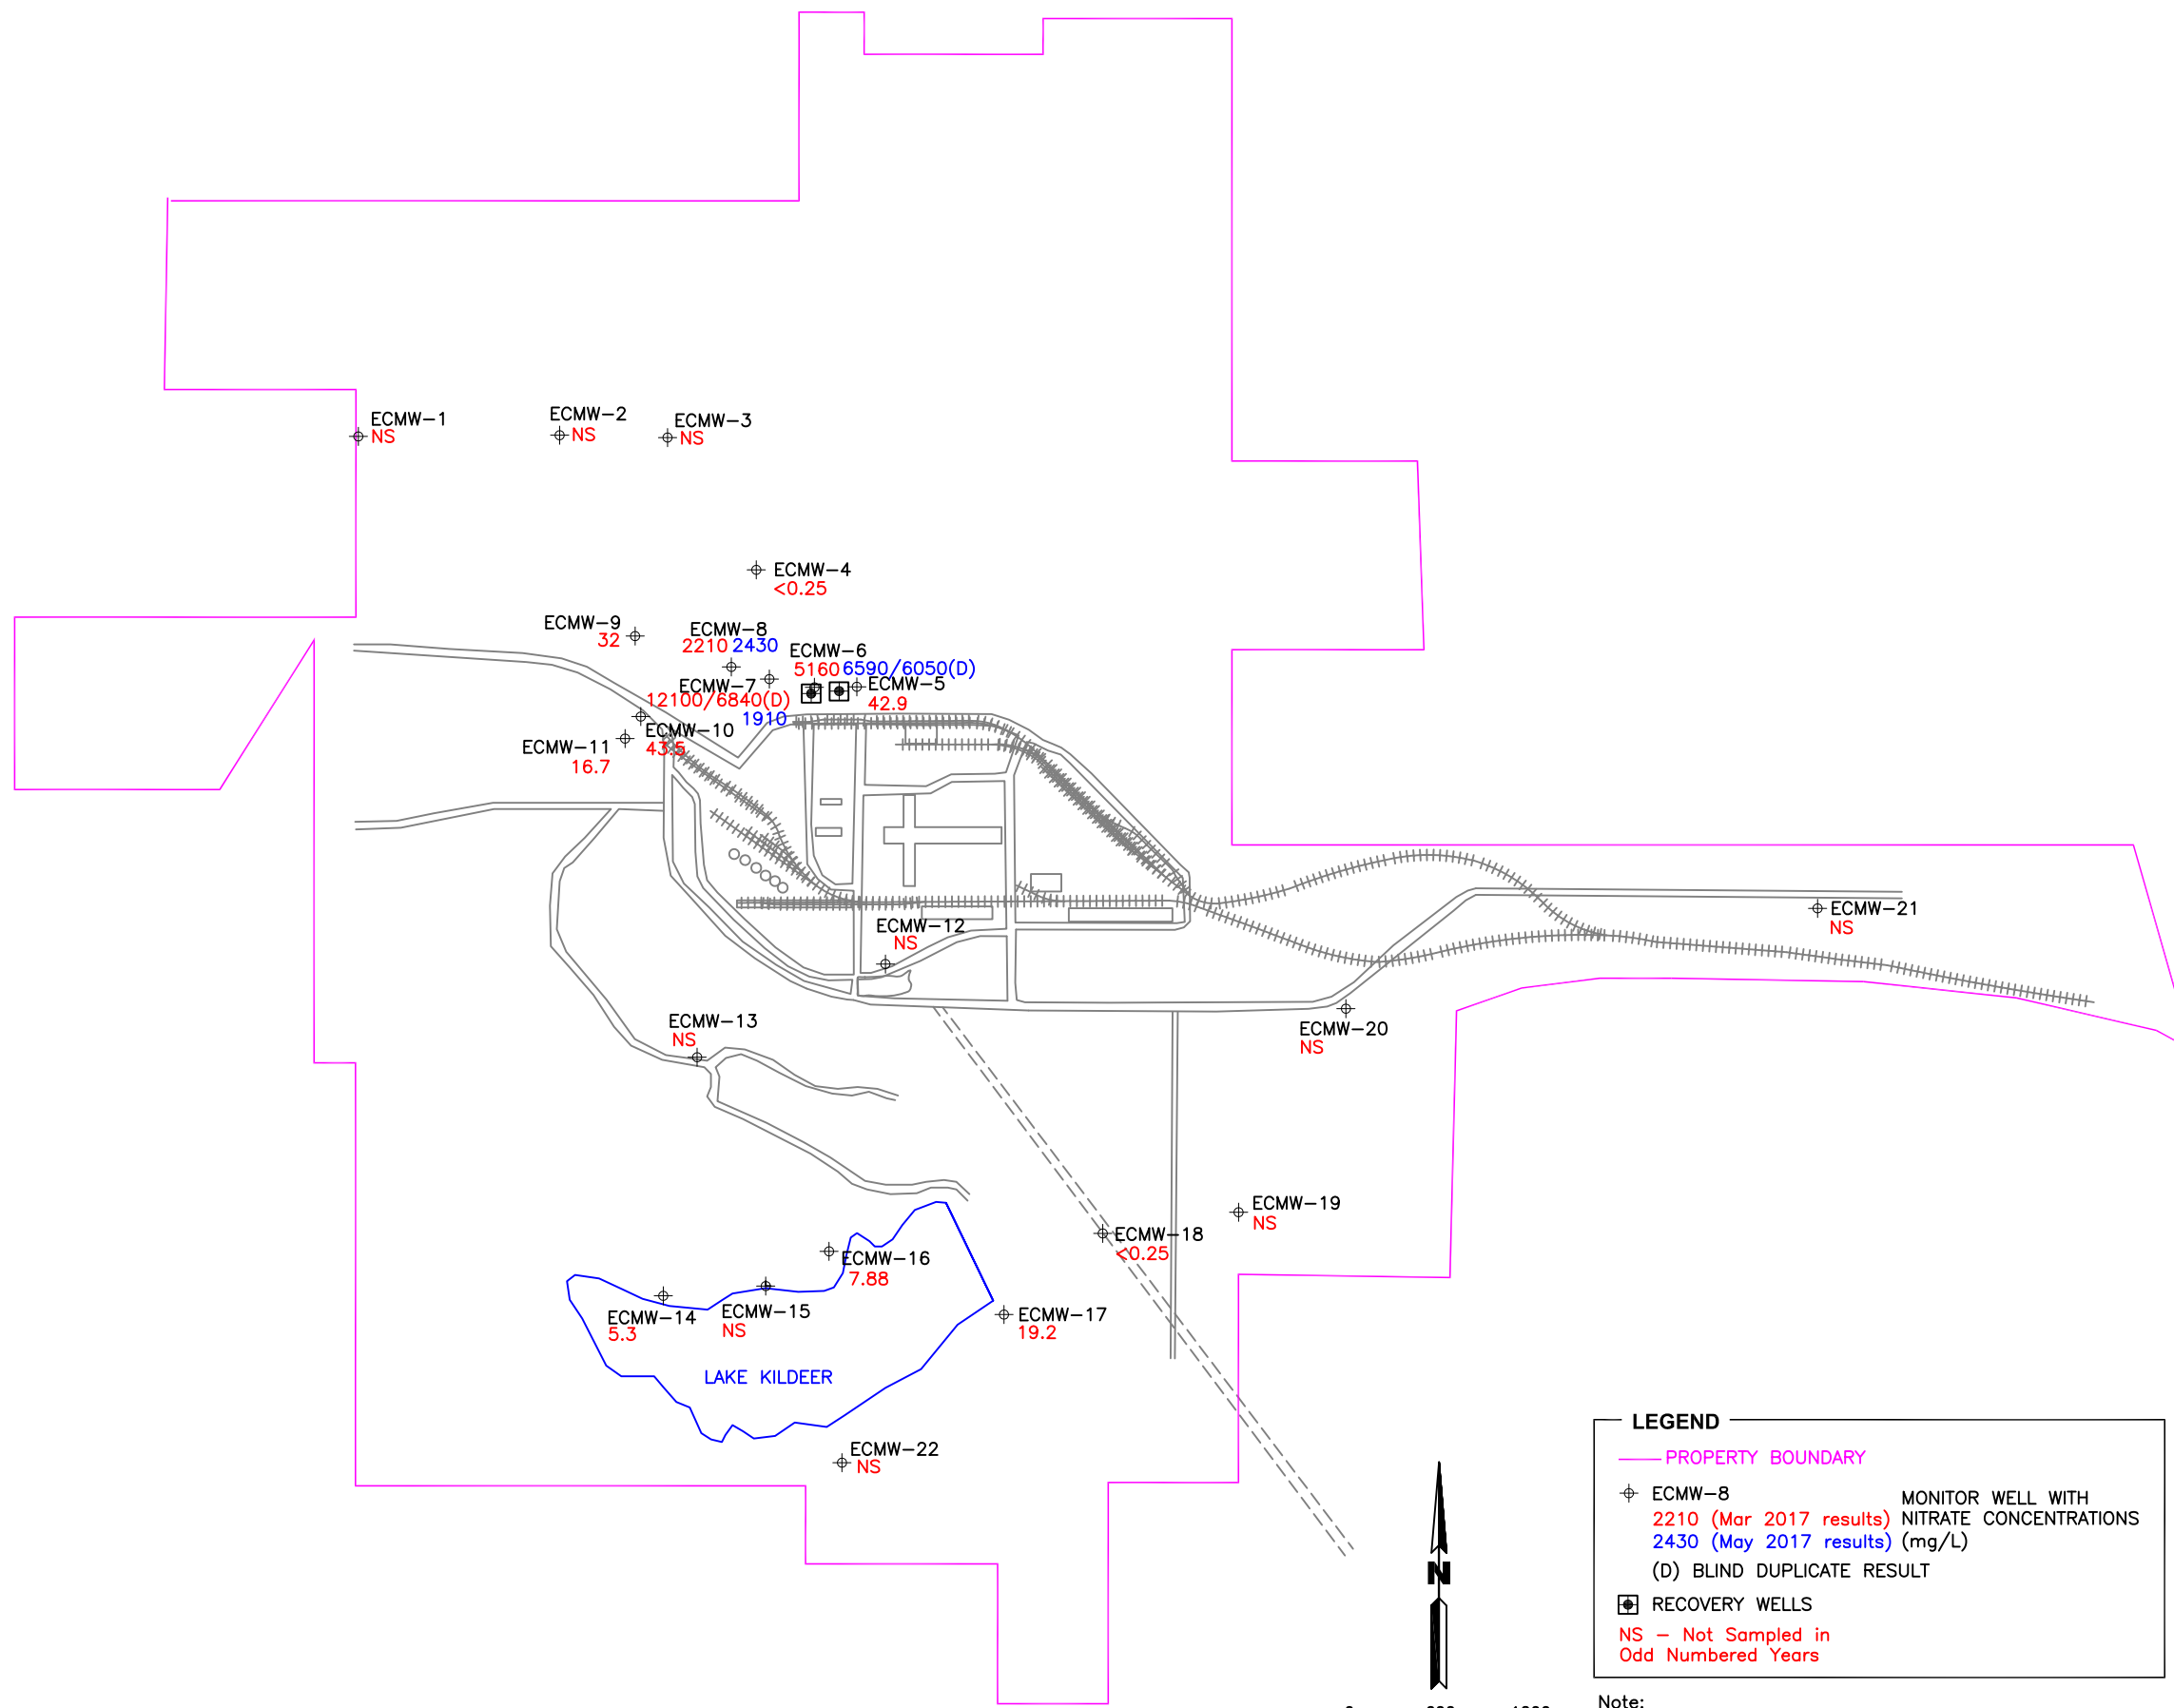 ECMW-1
NS
ECMW-2
NS
ECMW-3
NS
ECMW-4
<0.25
ECMW-9
32
ECMW-8
2210 2430
ECMW-6
5160 6590/6050(D)
ECMW-7
12100/6840(D)
1910
ECMW-5
42.9
ECMW-10
43.5
ECMW-11
16.7
ECMW-12
NS
ECMW-21
NS
ECMW-13
NS
ECMW-20
NS
ECMW-19
NS
ECMW-18
<0.25
ECMW-16
7.88
ECMW-14
5.3
ECMW-15
NS
ECMW-17
19.2
LAKE KILDEER
ECMW-22
NS
N
LEGEND
PROPERTY BOUNDARY
ECMW-8
2210 (Mar 2017 results)
2430 (May 2017 results)
MONITOR WELL WITH
NITRATE CONCENTRATIONS
(mg/L)
(D) BLIND DUPLICATE RESULT
RECOVERY WELLS
NS - Not Sampled in
Odd Numbered Years
Note: